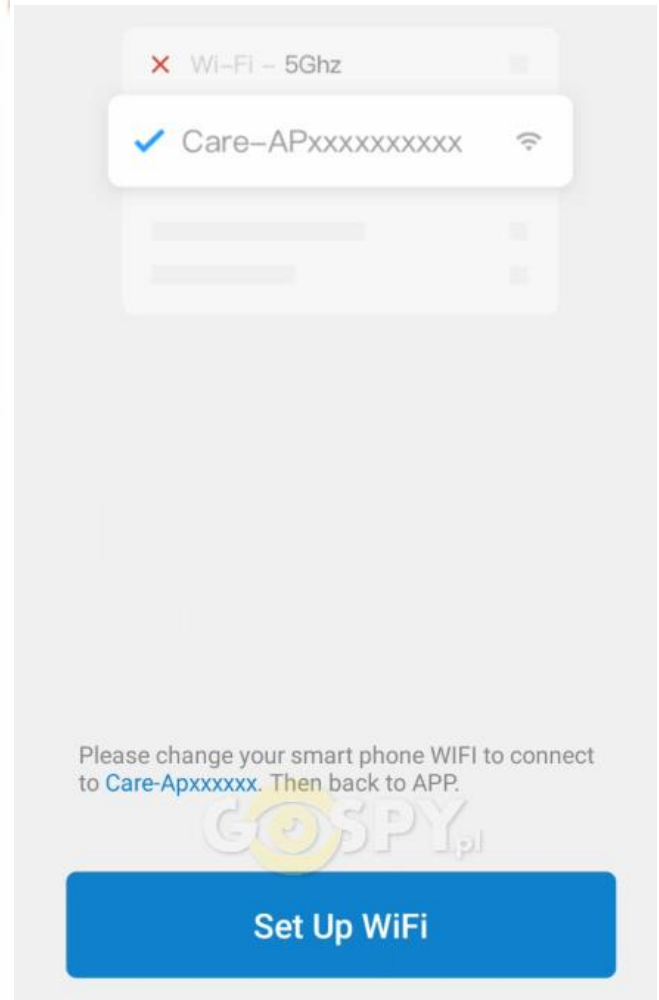 Wi-Fi - 5Ghz
Care-APxxxxxxxxxx
Please change your smart phone WIFI to connect
to Care-Apxxxxxx. Then back to APP.
GOSPY.pl
Set Up WiFi